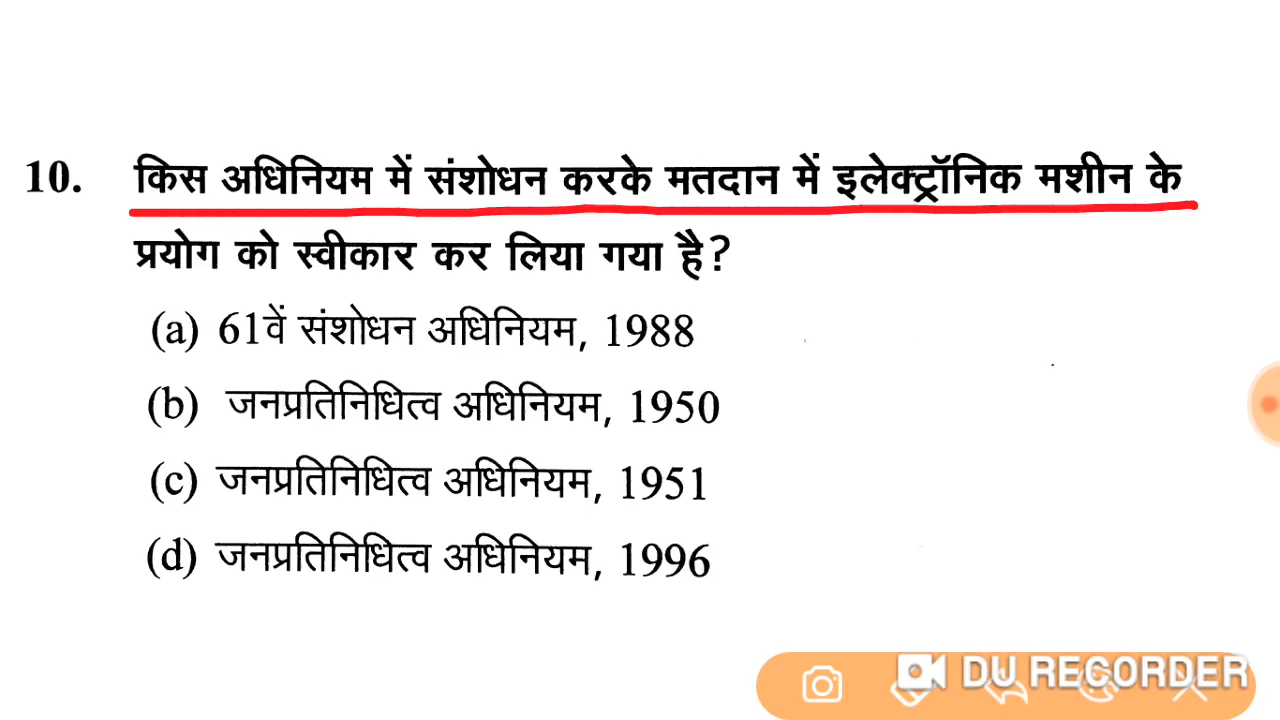 10. किस अधिनियम में संशोधन करके मतदान में इलेक्ट्रॉनिक मशीन के
प्रयोग को स्वीकार कर लिया गया है?
(a) 61वें संशोधन अधिनियम, 1988
(b) जनप्रतिनिधित्व अधिनियम, 1950
(c) जनप्रतिनिधित्व अधिनियम, 1951
(d) जनप्रतिनिधित्व अधिनियम, 1996
DU RECORDER